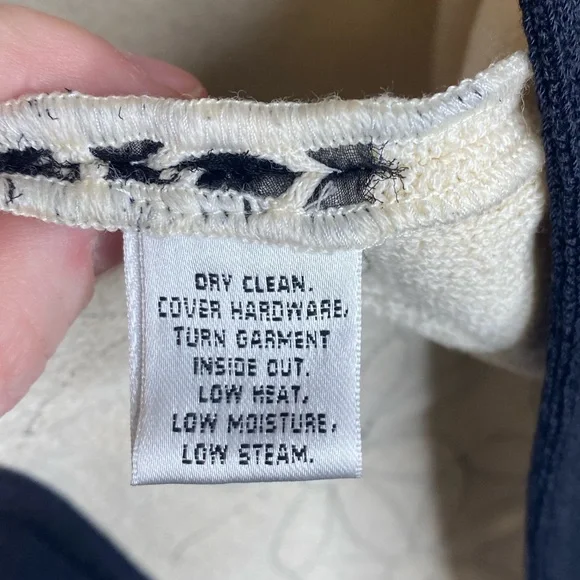 DRY CLEAN.
COVER HARDWARE,
TURN GARMENT
INSIDE OUT.
LOW HEAT,
LOW MOISTURE,
LOW STEAM.